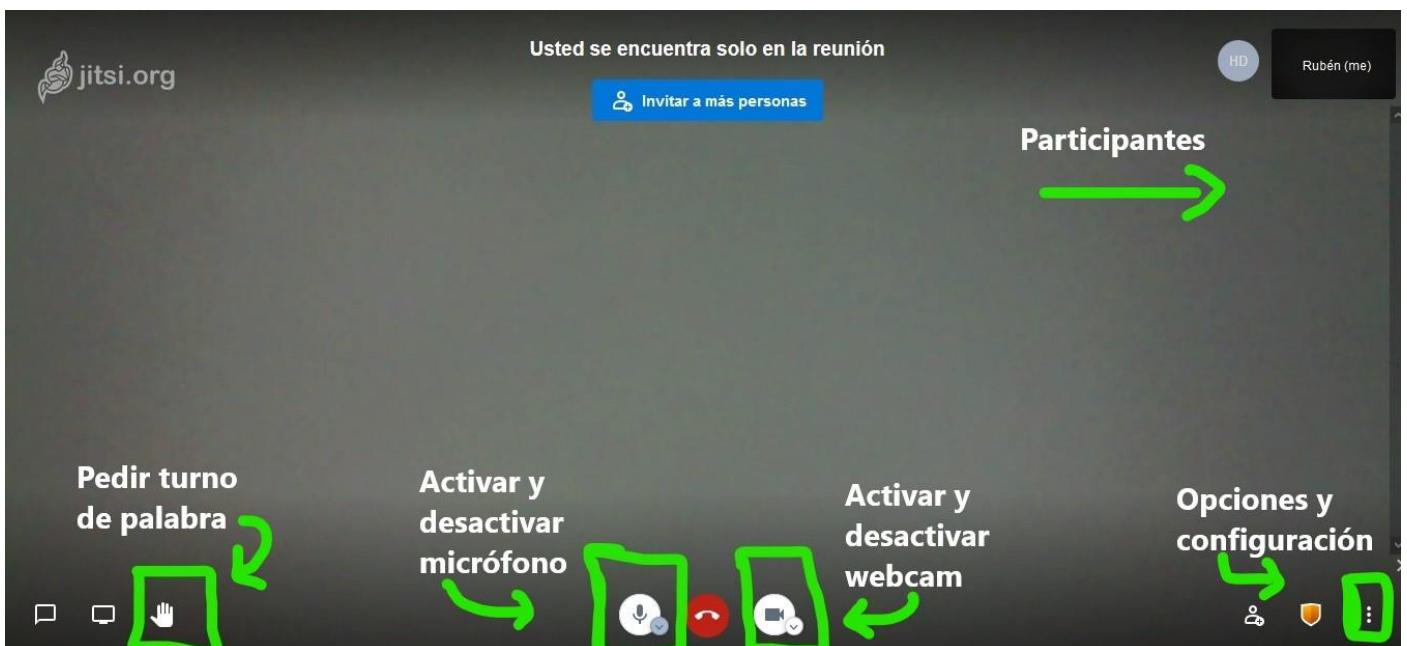 jitsi.org
Usted se encuentra solo en la reunión
Invitar a más personas
HD
Rubén (me)
Participantes
Pedir turno
de palabra
Activar y
desactivar
micrófono
Activar y
desactivar
webcam
Opciones y
configuración